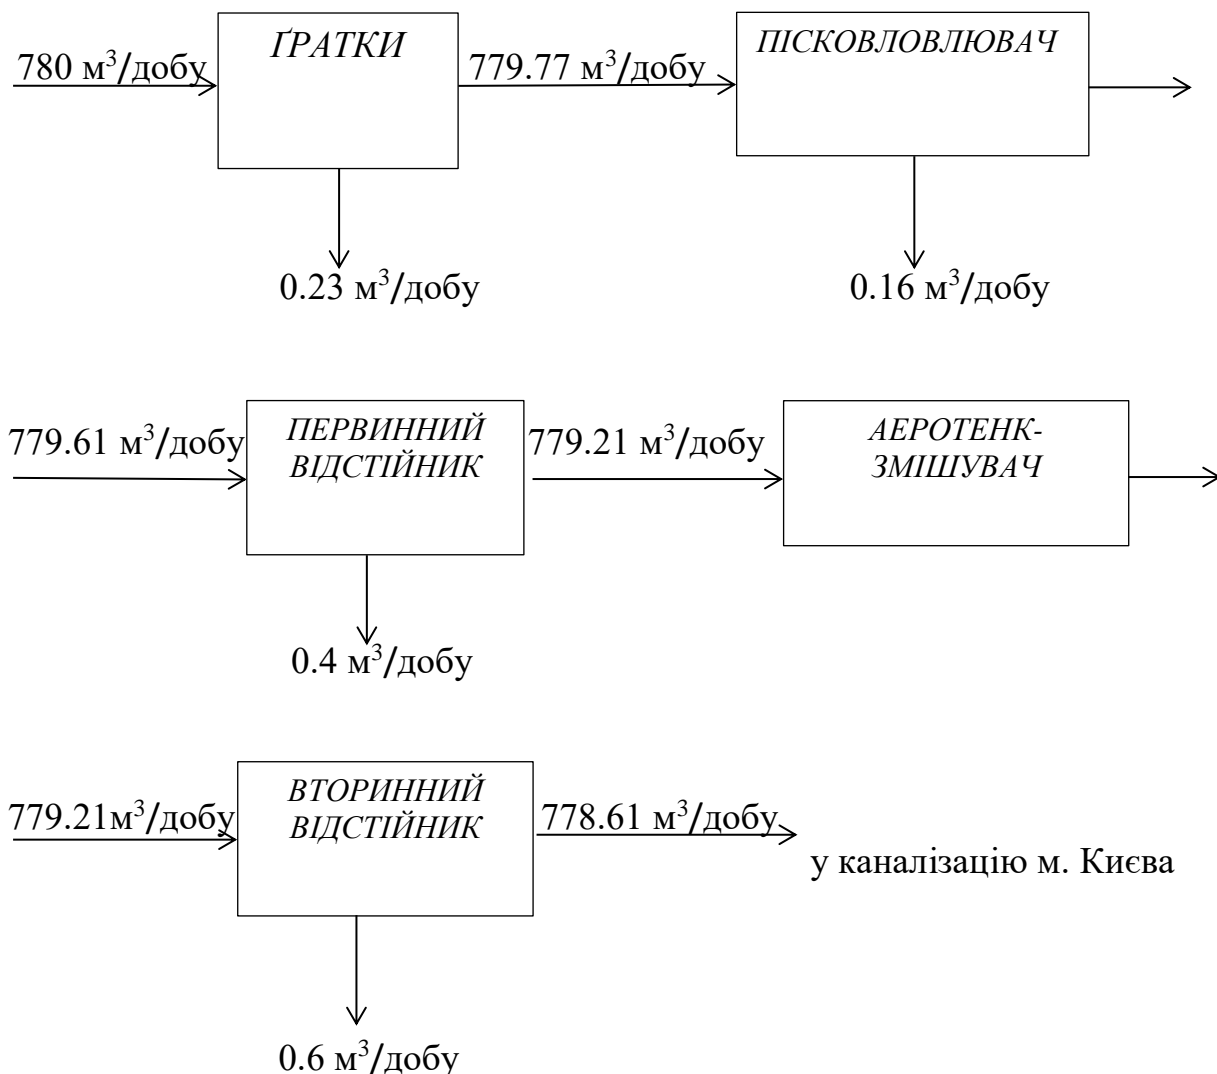 ҐРАТКИ
ПІСКОВЛОВЛЮВАЧ
780 м³/добу
779.77 м³/добу
0.23 м³/добу
0.16 м³/добу
779.61 м³/добу
ПЕРВИННИЙ
ВІДСТІЙНИК
779.21 м³/добу
АЕРОТЕНК-
ЗМІШУВАЧ
0.4 м³/добу
779.21м³/добу
ВТОРИННИЙ
ВІДСТІЙНИК
778.61 м³/добу
у каналізацію м. Києва
0.6 м³/добу